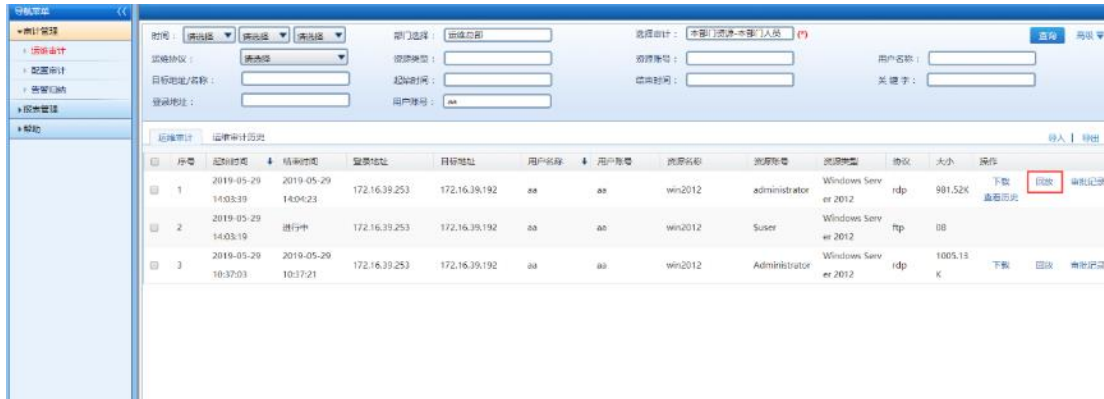 导航菜单
审计管理
运维审计
配置审计
告警归纳
报表管理
帮助
时间： 请选择 请选择 请选择 部门选择： 运维总部 选择审计： 本部门资源-本部门人员 (*) 查询 高级
运维协议： 请选择 资源类型： 资源账号： 用户名称：
目标地址/名称： 起始时间： 结束时间： 关键字：
登录地址： 用户账号： aa
运维审计 运维审计历史 导入 | 导出
序号 起始时间 结束时间 登录地址 目标地址 用户名称 用户账号 资源名称 资源账号 资源类型 协议 大小 操作
1 2019-05-29 14:03:39 2019-05-29 14:04:23 172.16.39.253 172.16.39.192 aa aa win2012 administrator Windows Server 2012 rdp 981.52K 下载 回放 审批记录 查看历史
2 2019-05-29 14:03:19 进行中 172.16.39.253 172.16.39.192 aa aa win2012 $user Windows Server 2012 ftp 0B
3 2019-05-29 10:37:03 2019-05-29 10:37:21 172.16.39.253 172.16.39.192 aa aa win2012 Administrator Windows Server 2012 rdp 1005.13K 下载 回放 审批记录